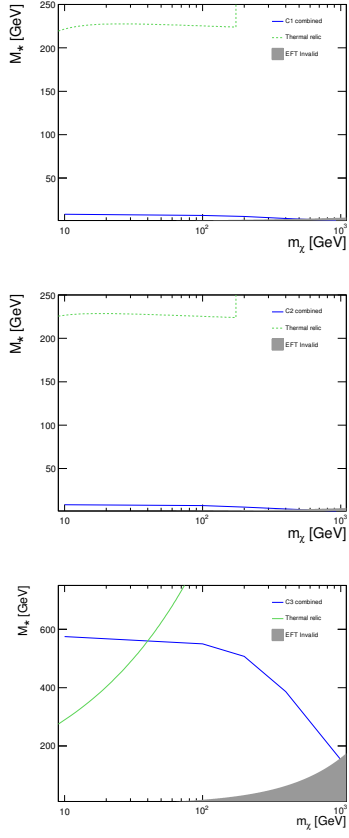 M★ [GeV]
250
200
150
100
50
C1 combined
Thermal relic
EFT Invalid
10
10²
10³
mχ [GeV]
M★ [GeV]
250
200
150
100
50
C2 combined
Thermal relic
EFT Invalid
10
10²
10³
mχ [GeV]
M★ [GeV]
600
400
200
C3 combined
Thermal relic
EFT Invalid
10
10²
10³
mχ [GeV]